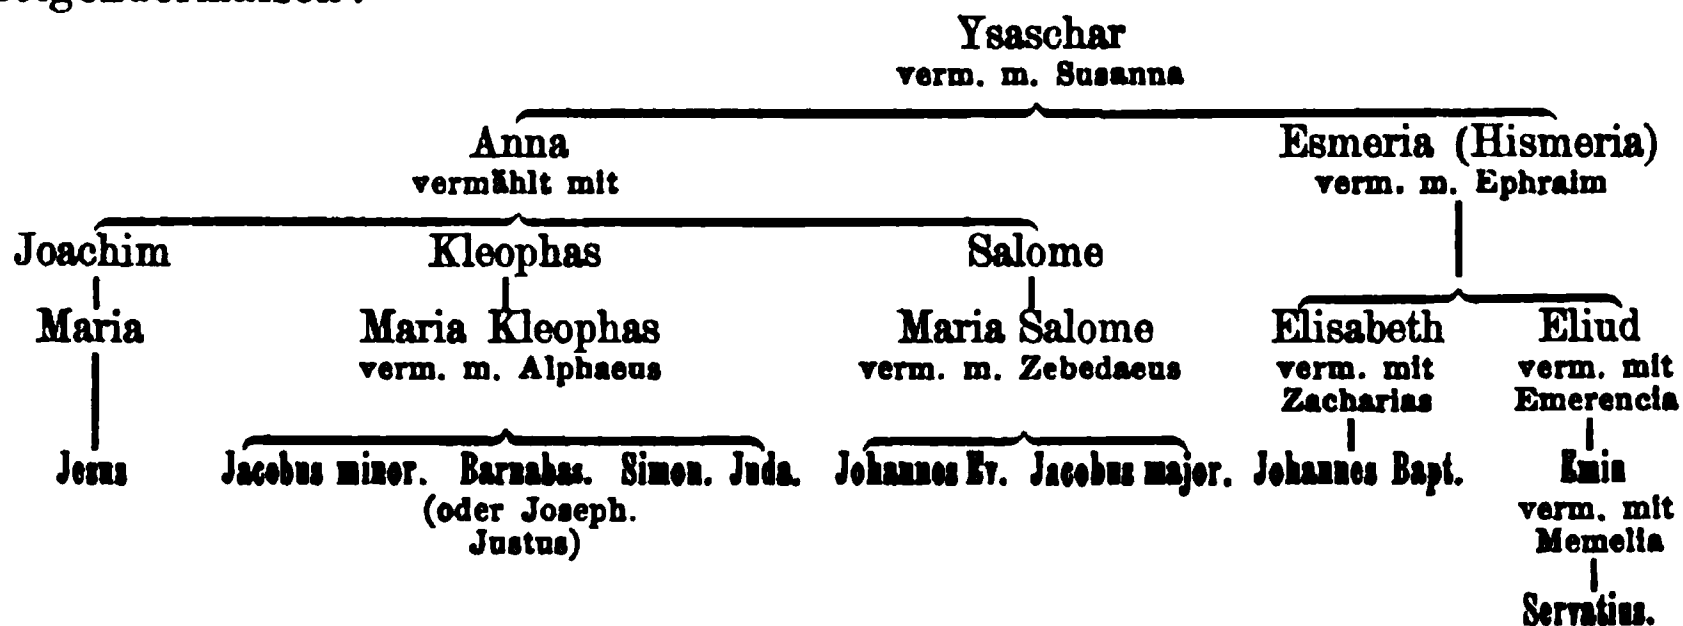 Ysaschar
verm. m. Susanna
Anna Esmeria (Hismeria)
vermählt mit verm. m. Ephraim
Joachim Kleophas Salome
Maria Maria Kleophas Maria Salome Elisabeth Eliud
verm. m. Alphaeus verm. m. Zebedaeus verm. mit verm. mit
Zacharias Emerencia
Jesus Jacobus minor. Barnabas. Simon. Juda. Johannes Ev. Jacobus major. Johannes Bapt. Emin
(oder Joseph. verm. mit
Justus) Memelia
Servatius.